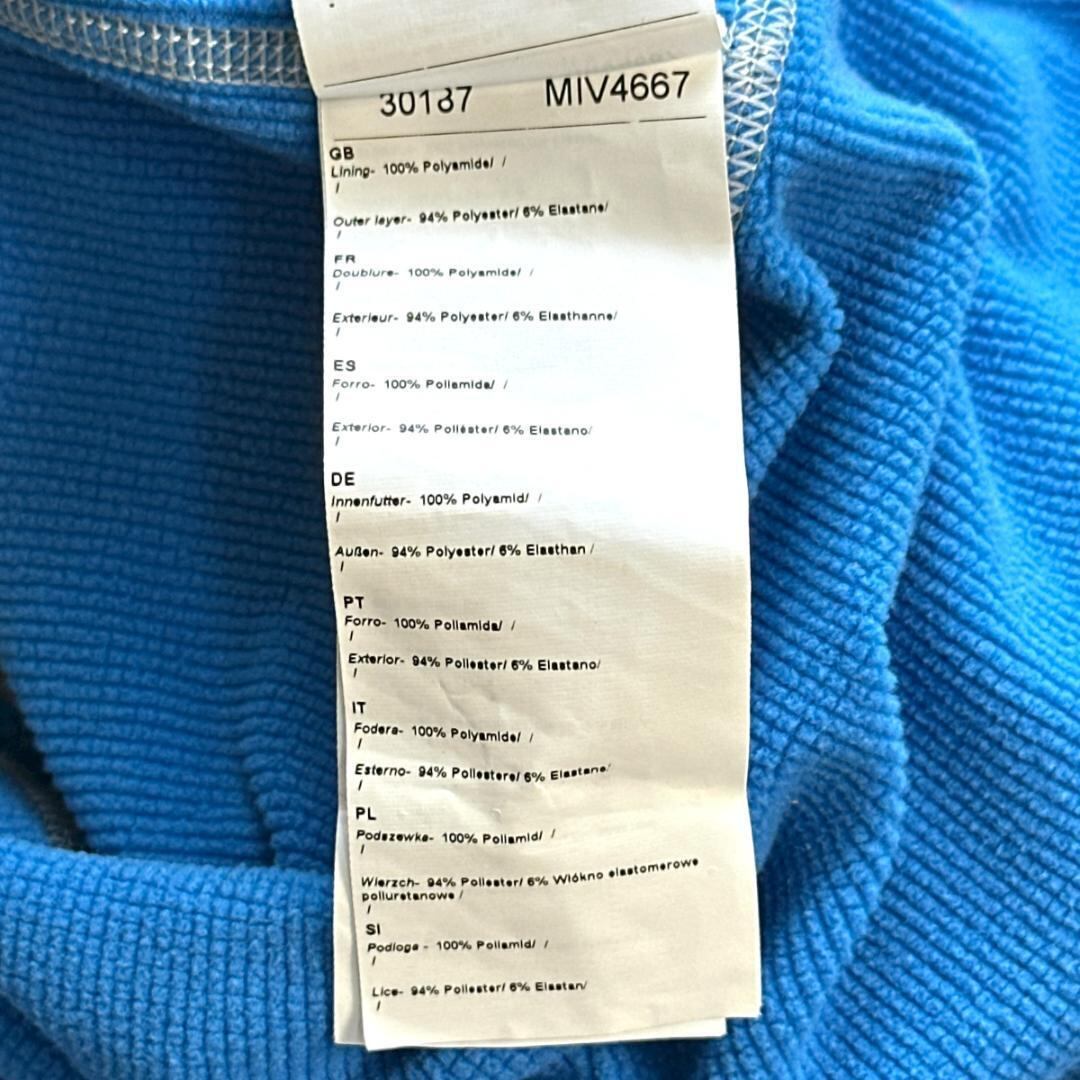 30187 MIV4667
GB
Lining- 100% Polyamide/ /
/
Outer layer- 94% Polyester/ 6% Elastane/
/
FR
Doublure- 100% Polyamide/ /
/
Exterieur- 94% Polyester/ 6% Elasthanne/
/
ES
Forro- 100% Poliamida/ /
/
Exterior- 94% Poliéster/ 6% Elastano/
/
DE
Innenfutter- 100% Polyamid/ /
/
Außen- 94% Polyester/ 6% Elasthan /
/
PT
Forro- 100% Poliamida/ /
/
Exterior- 94% Poliester/ 6% Elastano/
/
IT
Fodera- 100% Polyamide/ /
/
Esterno- 94% Poliestere/ 6% Elastane/
/
PL
Podszewka- 100% Poliamid/ /
/
Wierzch- 94% Poliester/ 6% Włókno elastomerowe
poliuretanowe /
/
SI
Podloga - 100% Poliamid/ /
/
Lice- 94% Poliester/ 6% Elastan/
/